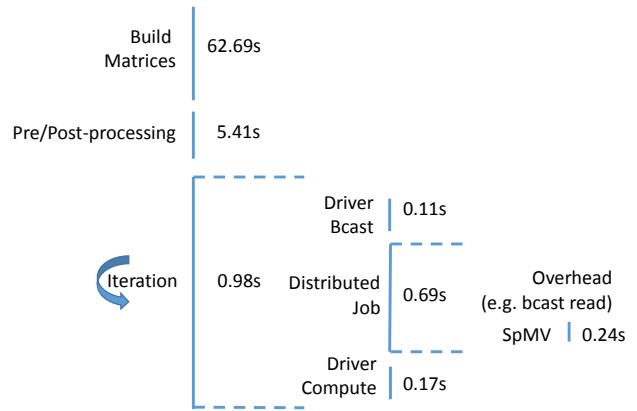 Build
Matrices
62.69s
Pre/Post-processing
5.41s
Iteration
0.98s
Driver
Bcast
0.11s
Distributed
Job
0.69s
Overhead
(e.g. bcast read)
SpMV
0.24s
Driver
Compute
0.17s